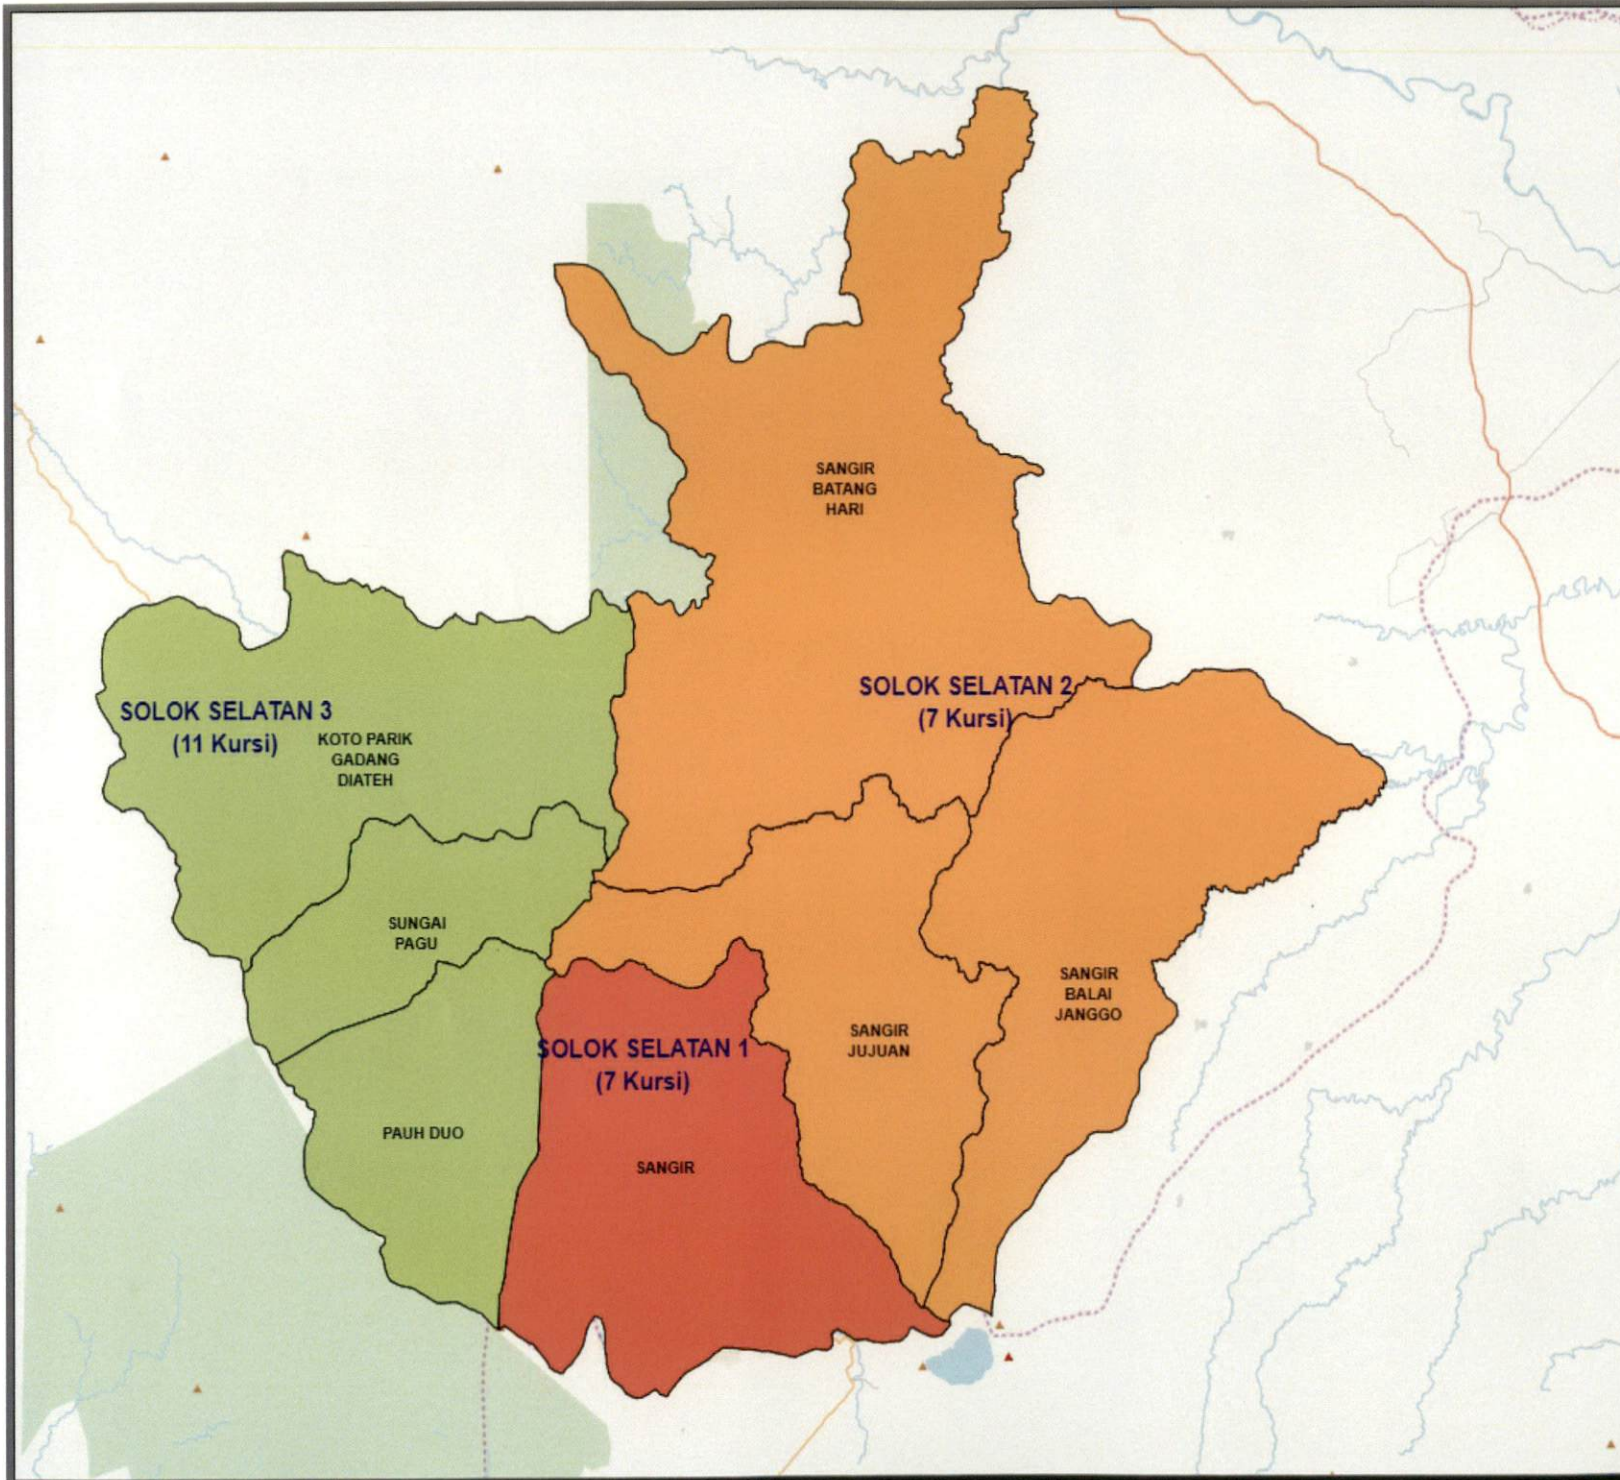 SANGIR
BATANG
HARI
SOLOK SELATAN 2
(7 Kursi)
SOLOK SELATAN 3
(11 Kursi)
KOTO PARIK
GADANG
DIATEH
SUNGAI
PAGU
SANGIR
BALAI
JANGGO
SANGIR
JUJUAN
SOLOK SELATAN 1
(7 Kursi)
PAUH DUO
SANGIR